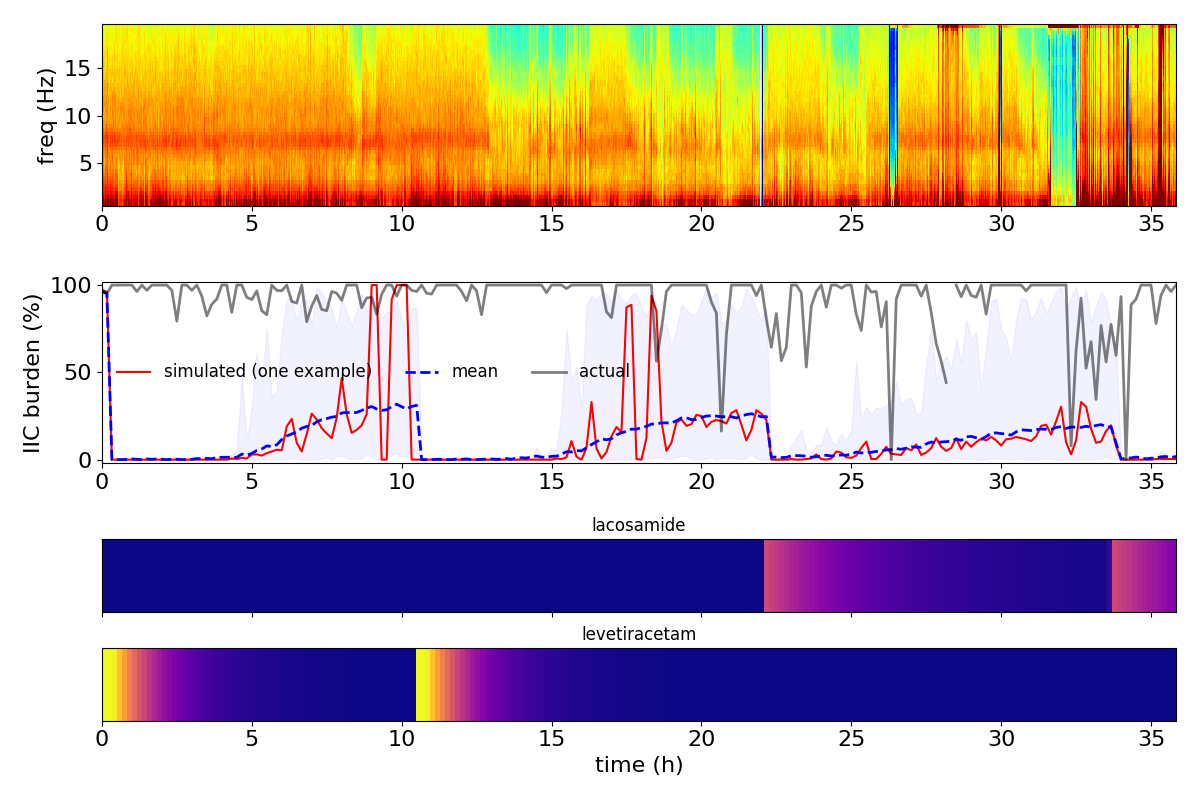 freq (Hz)
15
10
5
0 5 10 15 20 25 30 35
IIC burden (%)
100
50
0
simulated (one example) mean actual
0 5 10 15 20 25 30 35
lacosamide
levetiracetam
0 5 10 15 20 25 30 35
time (h)